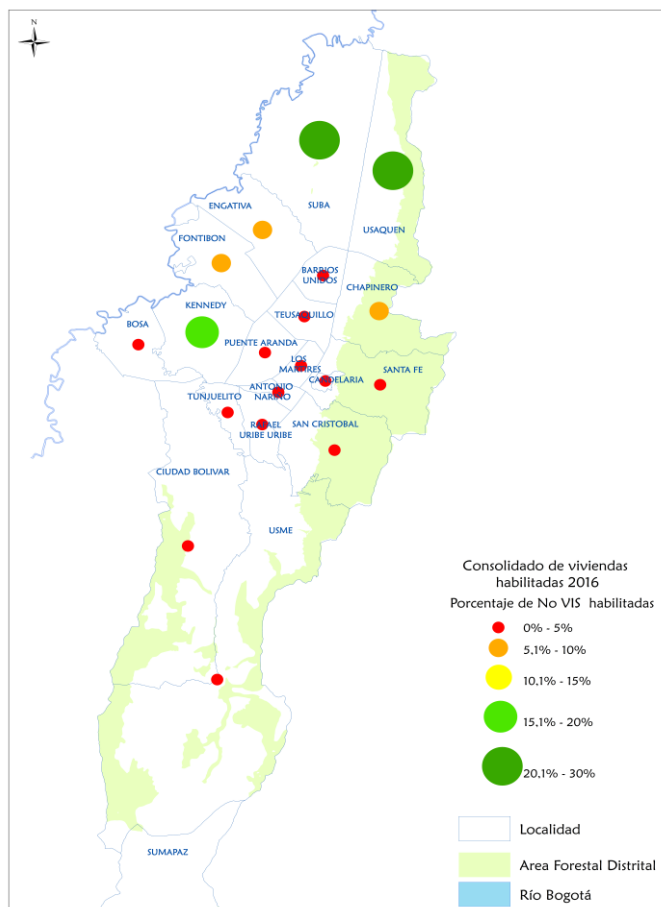 N
SUBA
ENGATIVA
USAQUEN
FONTIBON
BARRIOS
UNIDOS
CHAPINERO
KENNEDY
TEUSAQUILLO
BOSA
PUENTE ARANDA
LOS
MARTIRES
SANTA FE
CANDELARIA
ANTONIO
NARIÑO
TUNJUELITO
RAFAEL
URIBE URIBE
SAN CRISTOBAL
CIUDAD BOLIVAR
USME
SUMAPAZ
Consolidado de viviendas
habilitadas 2016
Porcentaje de No VIS habilitadas
0% - 5%
5,1% - 10%
10,1% - 15%
15,1% - 20%
20,1% - 30%
Localidad
Area Forestal Distrital
Río Bogotá